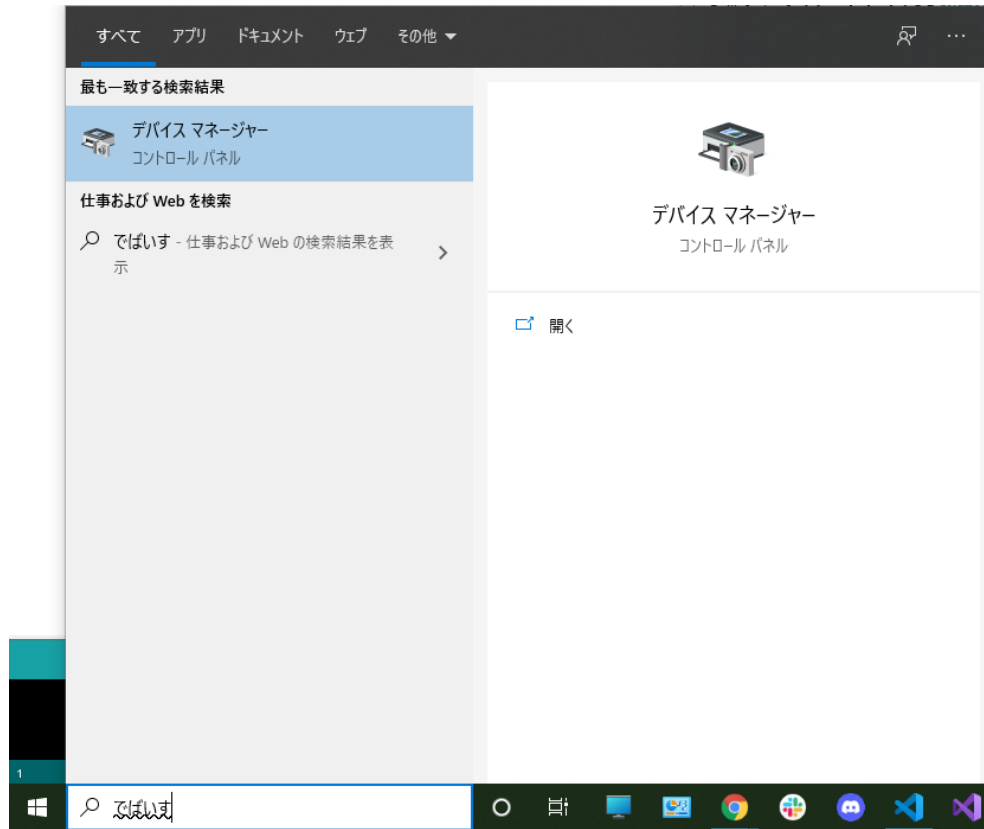 すべて アプリ ドキュメント ウェブ その他
最も一致する検索結果
デバイス マネージャー
コントロール パネル
仕事および Web を検索
でばいす - 仕事および Web の検索結果を表
示
デバイス マネージャー
コントロール パネル
開く
1
でばいす